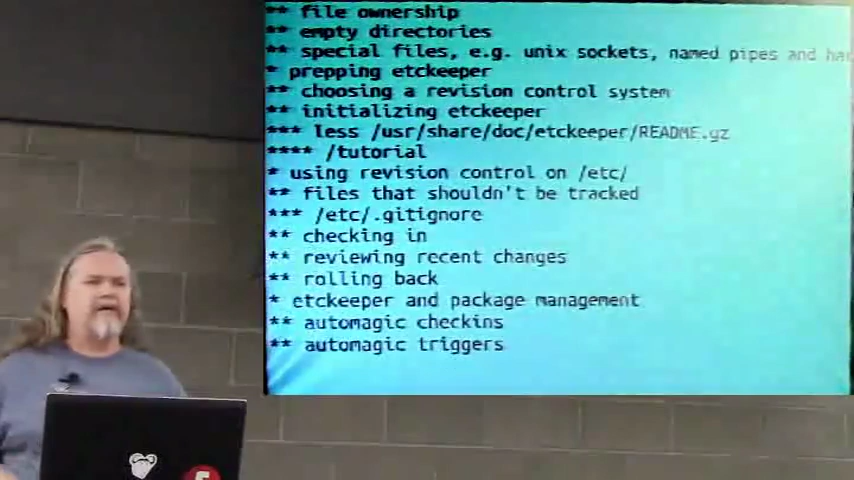 ** file ownership
** empty directories
** special files, e.g. unix sockets, named pipes and
* prepping etckeeper
** choosing a revision control system
** initializing etckeeper
*** less /usr/share/doc/etckeeper/README.gz
**** /tutorial
* using revision control on /etc/
** files that shouldn't be tracked
*** /etc/.gitignore
** checking in
** reviewing recent changes
** rolling back
* etckeeper and package management
** automagic checkins
** automagic triggers